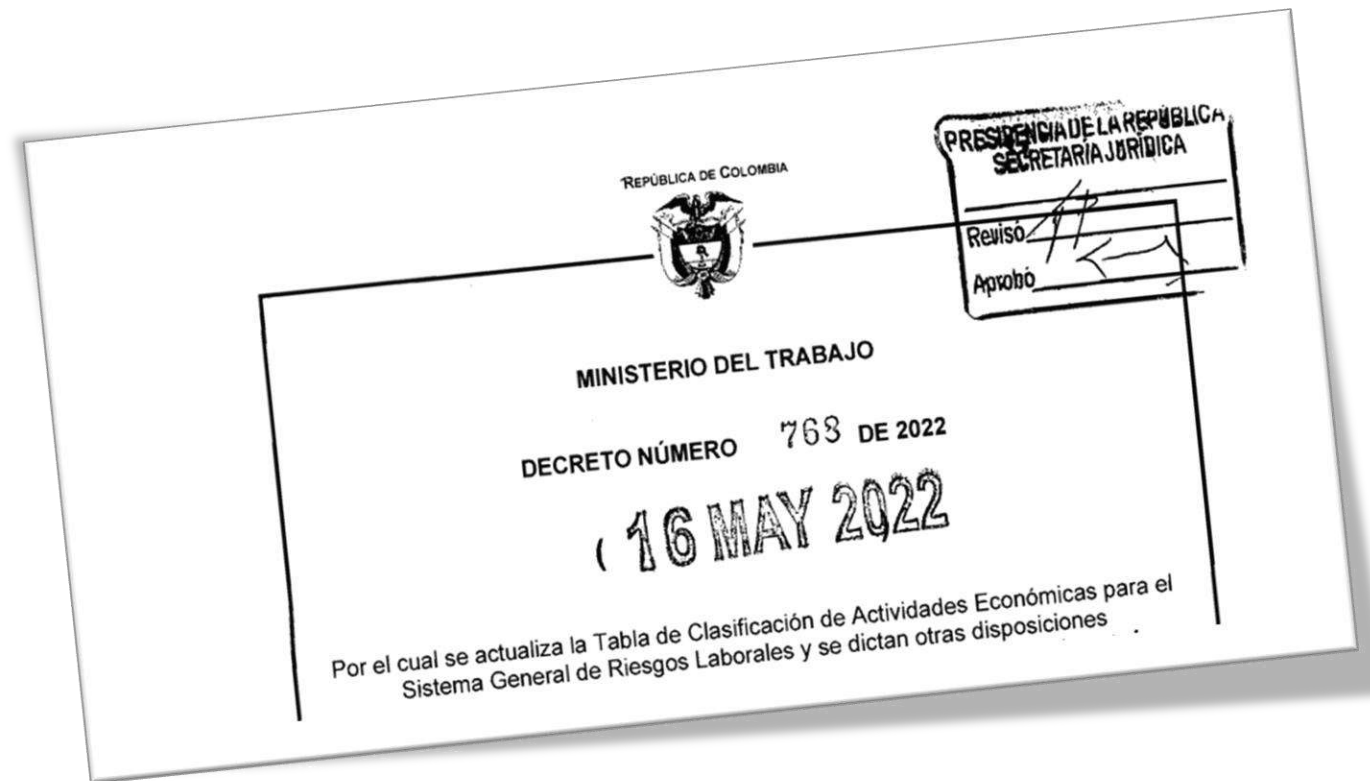 PRESIDENCIA DE LA REPÚBLICA
SECRETARÍA JURÍDICA
Revisó
Aprobó
REPÚBLICA DE COLOMBIA
MINISTERIO DEL TRABAJO
DECRETO NÚMERO 768 DE 2022
( 16 MAY 2022
Por el cual se actualiza la Tabla de Clasificación de Actividades Económicas para el
Sistema General de Riesgos Laborales y se dictan otras disposiciones